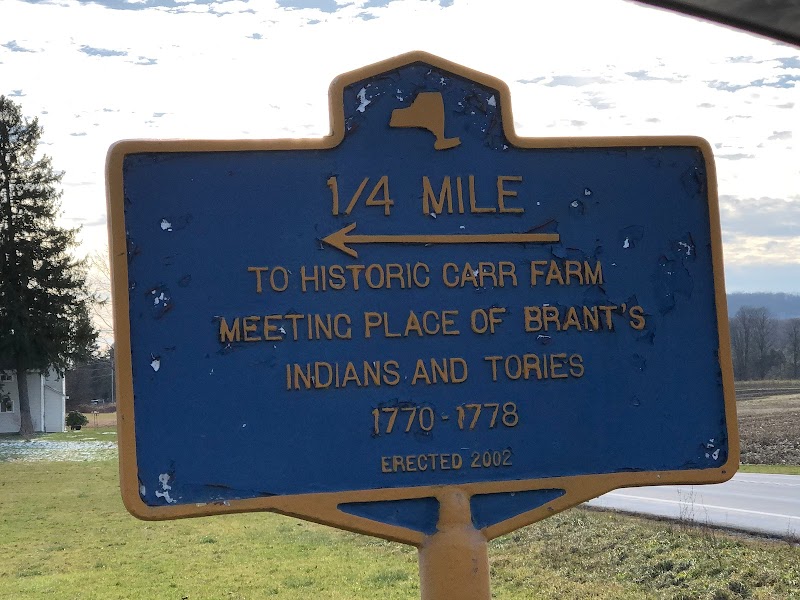 1/4 MILE
TO HISTORIC CARR FARM
MEETING PLACE OF BRANT'S
INDIANS AND TORIES
1770-1778
ERECTED 2002